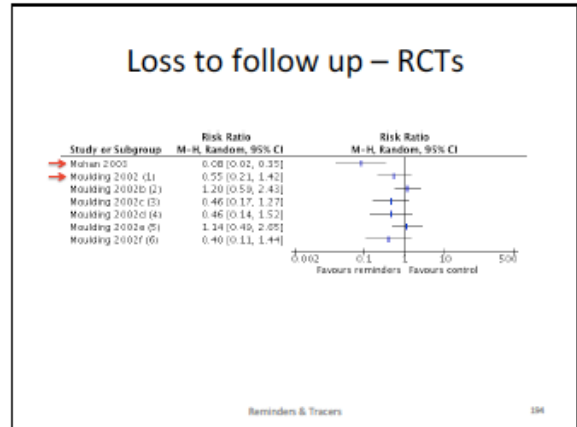 Loss to follow up – RCTs
Risk Ratio Risk Ratio
Study or Subgroup M-H, Random, 95% CI M-H, Random, 95% CI
Mohan 2003 0.08 [0.02, 0.35]
Moulding 2002 (1) 0.55 [0.21, 1.42]
Moulding 2002b (2) 1.20 [0.59, 2.43]
Moulding 2002c (3) 0.46 [0.17, 1.27]
Moulding 2002d (4) 0.46 [0.14, 1.52]
Moulding 2002e (5) 1.14 [0.49, 2.65]
Moulding 2002f (6) 0.40 [0.11, 1.44]
0.002 0.1 1 10 500
Favours reminders Favours control
Reminders & Tracers 194